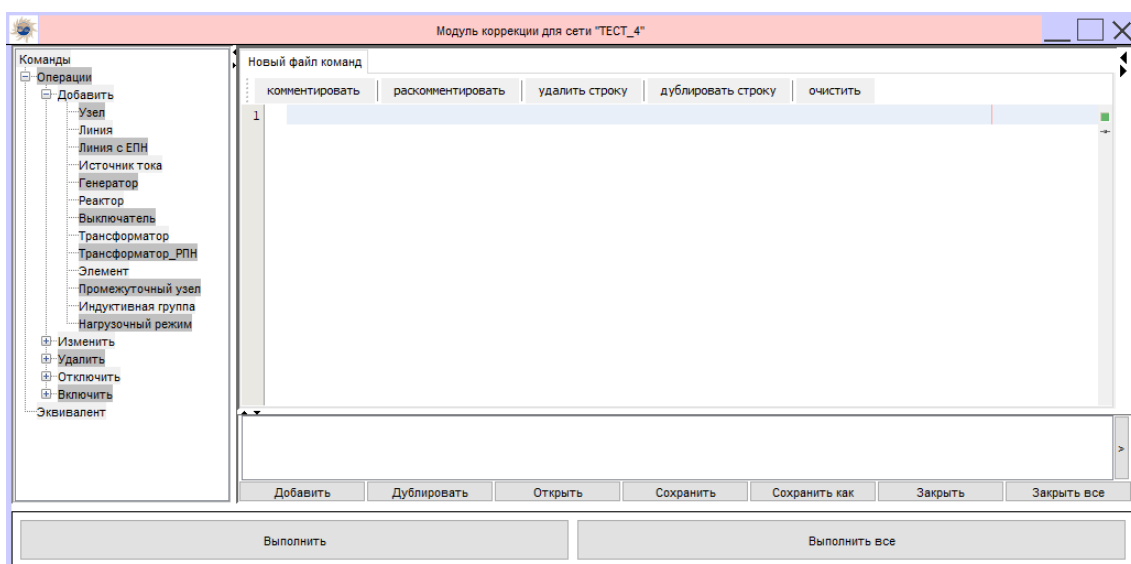 Модуль коррекции для сети "ТЕСТ_4"
Команды
Операции
Добавить
Узел
Линия
Линия с ЕПН
Источник тока
Генератор
Реактор
Выключатель
Трансформатор
Трансформатор_РПН
Элемент
Промежуточный узел
Индуктивная группа
Нагрузочный режим
Изменить
Удалить
Отключить
Включить
Эквивалент
Новый файл команд
комментировать раскомментировать удалить строку дублировать строку очистить
1
>
Добавить Дублировать Открыть Сохранить Сохранить как Закрыть Закрыть все
Выполнить Выполнить все